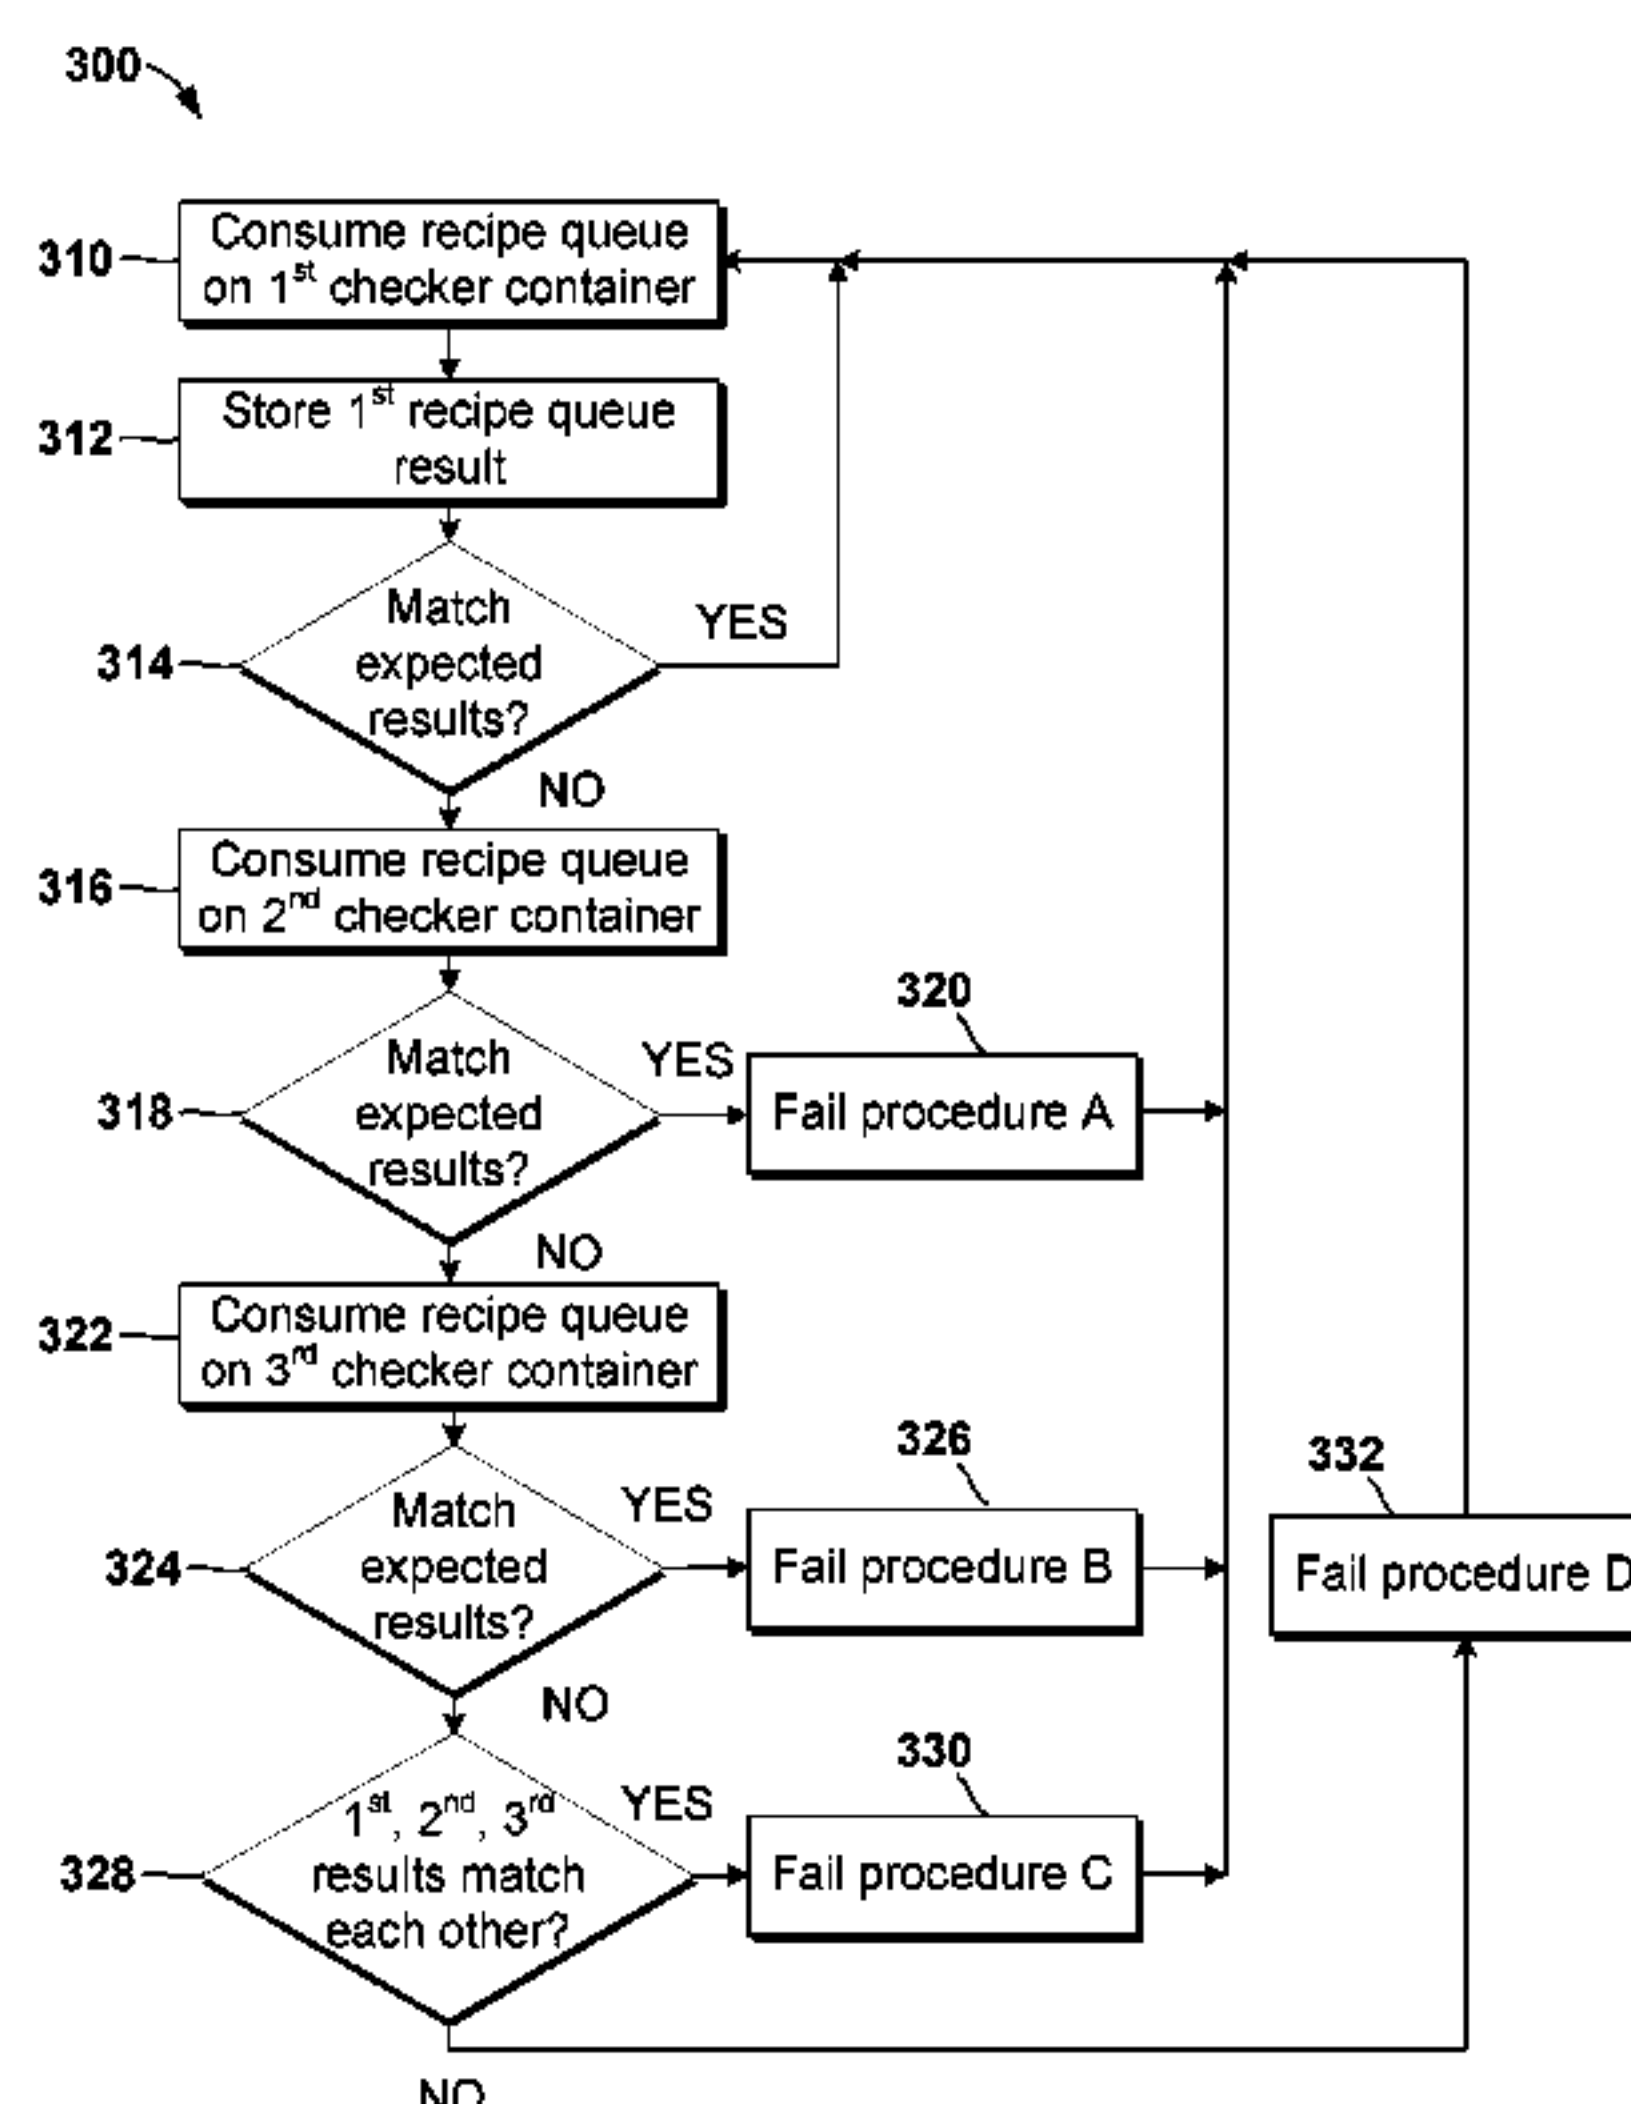 300
310
Consume recipe queue
on 1st checker container
312
Store 1st recipe queue
result
314
Match
expected
results?
YES
NO
316
Consume recipe queue
on 2nd checker container
318
Match
expected
results?
YES
320
Fail procedure A
NO
322
Consume recipe queue
on 3rd checker container
324
Match
expected
results?
YES
326
Fail procedure B
332
Fail procedure D
NO
328
1st, 2nd, 3rd
results match
each other?
YES
330
Fail procedure C
NO